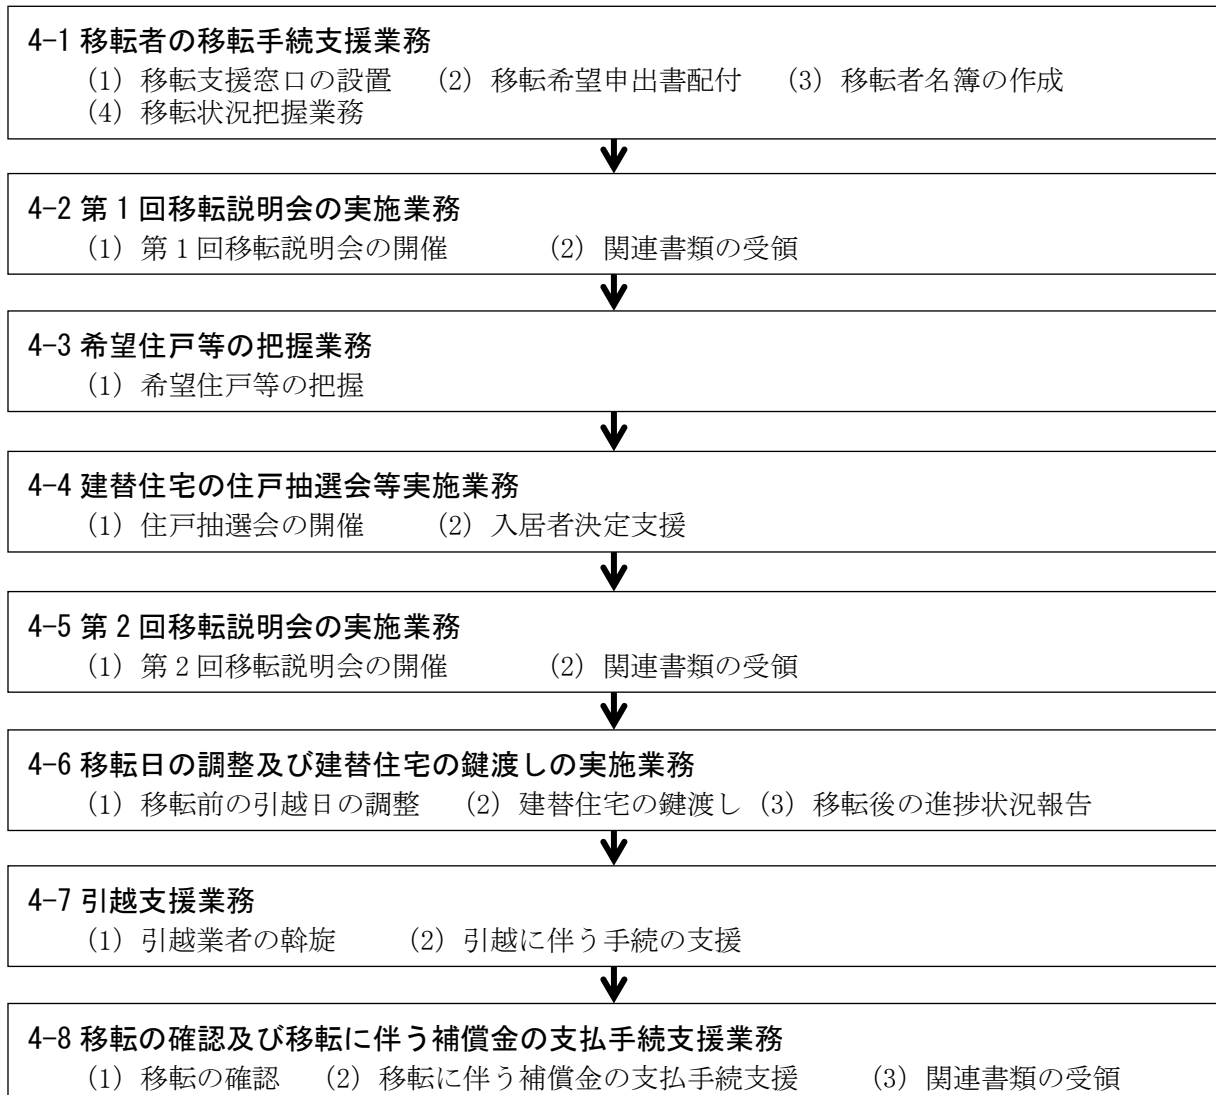 4-1 移転者の移転手続支援業務
(1) 移転支援窓口の設置 (2) 移転希望申出書配付 (3) 移転者名簿の作成
(4) 移転状況把握業務
4-2 第1回移転説明会の実施業務
(1) 第1回移転説明会の開催 (2) 関連書類の受領
4-3 希望住戸等の把握業務
(1) 希望住戸等の把握
4-4 建替住宅の住戸抽選会等実施業務
(1) 住戸抽選会の開催 (2) 入居者決定支援
4-5 第2回移転説明会の実施業務
(1) 第2回移転説明会の開催 (2) 関連書類の受領
4-6 移転日の調整及び建替住宅の鍵渡しの実施業務
(1) 移転前の引越日の調整 (2) 建替住宅の鍵渡し (3) 移転後の進捗状況報告
4-7 引越支援業務
(1) 引越業者の斡旋 (2) 引越に伴う手続の支援
4-8 移転の確認及び移転に伴う補償金の支払手続支援業務
(1) 移転の確認 (2) 移転に伴う補償金の支払手続支援 (3) 関連書類の受領